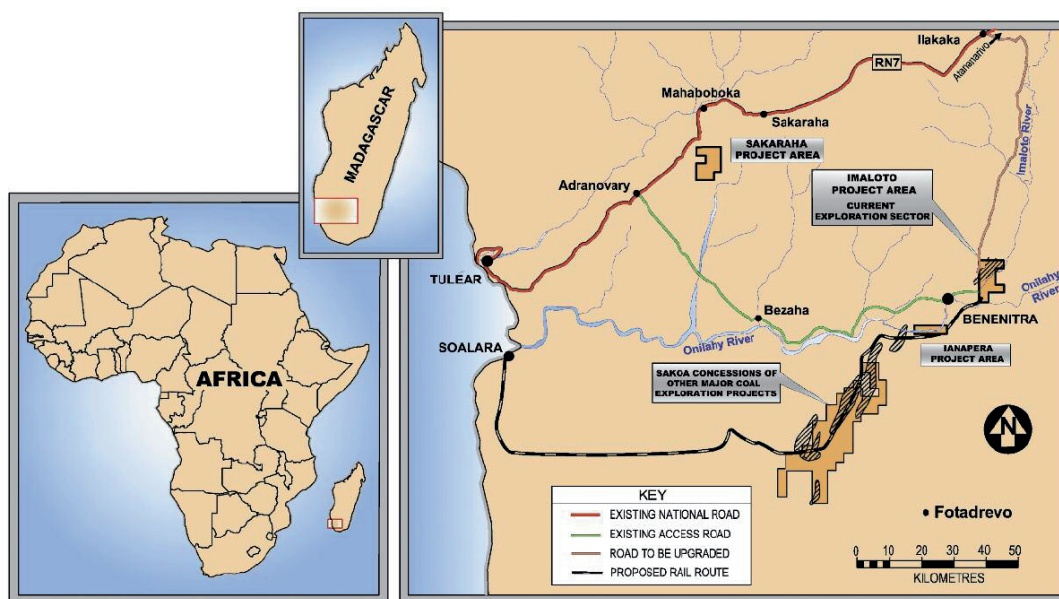 AFRICA
MADAGASCAR
Ilakaka
Atananarivo
RN7
Mahaboboka
Sakaraha
SAKARAHA
PROJECT AREA
Imaloto River
Adranovary
IMALOTO
PROJECT AREA
CURRENT
EXPLORATION SECTOR
TULEAR
Bezaha
Onilahy
River
BENENITRA
SOALARA
Onilahy River
IANAPERA
PROJECT AREA
SAKOA CONCESSIONS OF
OTHER MAJOR COAL
EXPLORATION PROJECTS
N
KEY
EXISTING NATIONAL ROAD
EXISTING ACCESS ROAD
ROAD TO BE UPGRADED
PROPOSED RAIL ROUTE
Fotadrevo
0 10 20 30 40 50
KILOMETRES